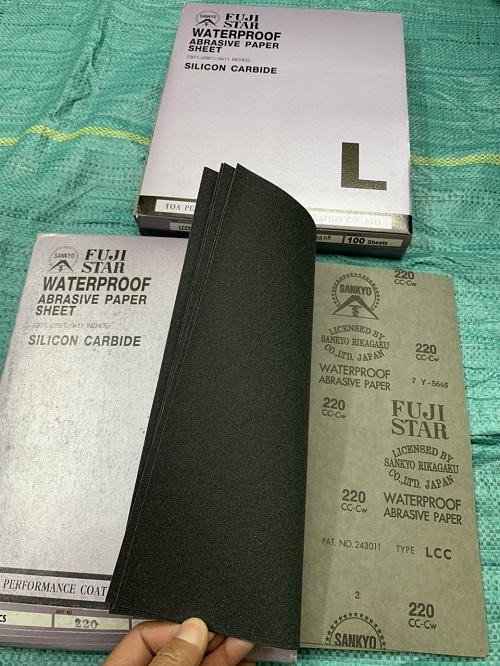 SANKYO
FUJI
STAR
WATERPROOF
ABRASIVE PAPER
SHEET
SILICON CARBIDE
L
100 Sheets
SANKYO
FUJI
STAR
WATERPROOF
ABRASIVE PAPER
SHEET
SILICON CARBIDE
PERFORMANCE COAT
220
220
CC-Cw
SANKYO
LICENSED BY
SANKYO RIKAGAKU
CO.,LTD. JAPAN
220
CC-Cw
WATERPROOF
ABRASIVE PAPER
7 Y-5665
220
CC-Cw
FUJI
STAR
LICENSED BY
SANKYO RIKAGAKU
CO.,LTD. JAPAN
220
CC-Cw
WATERPROOF
ABRASIVE PAPER
PAT. NO. 243011 TYPE LCC
2
220
CC-Cw
SANKYO